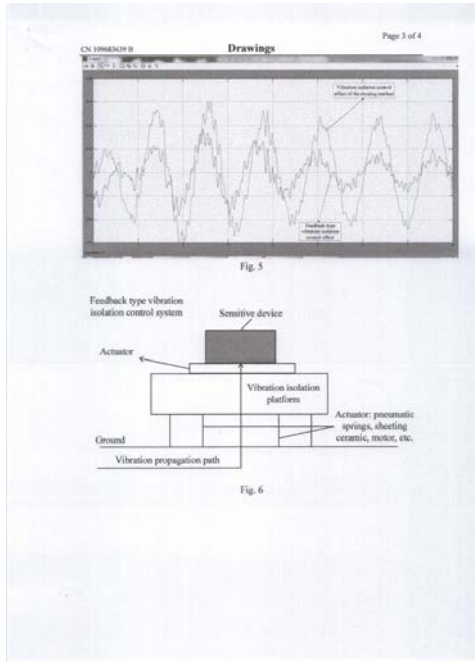 Page 3 of 4
CN 109683639 B
Drawings
Vibration isolation control
effect of the existing method
Feedback type
vibration isolation
control effect
Fig. 5
Feedback type vibration
isolation control system
Sensitive device
Actuator
Vibration isolation
platform
Actuator: pneumatic
springs, sheeting
ceramic, motor, etc.
Ground
Vibration propagation path
Fig. 6